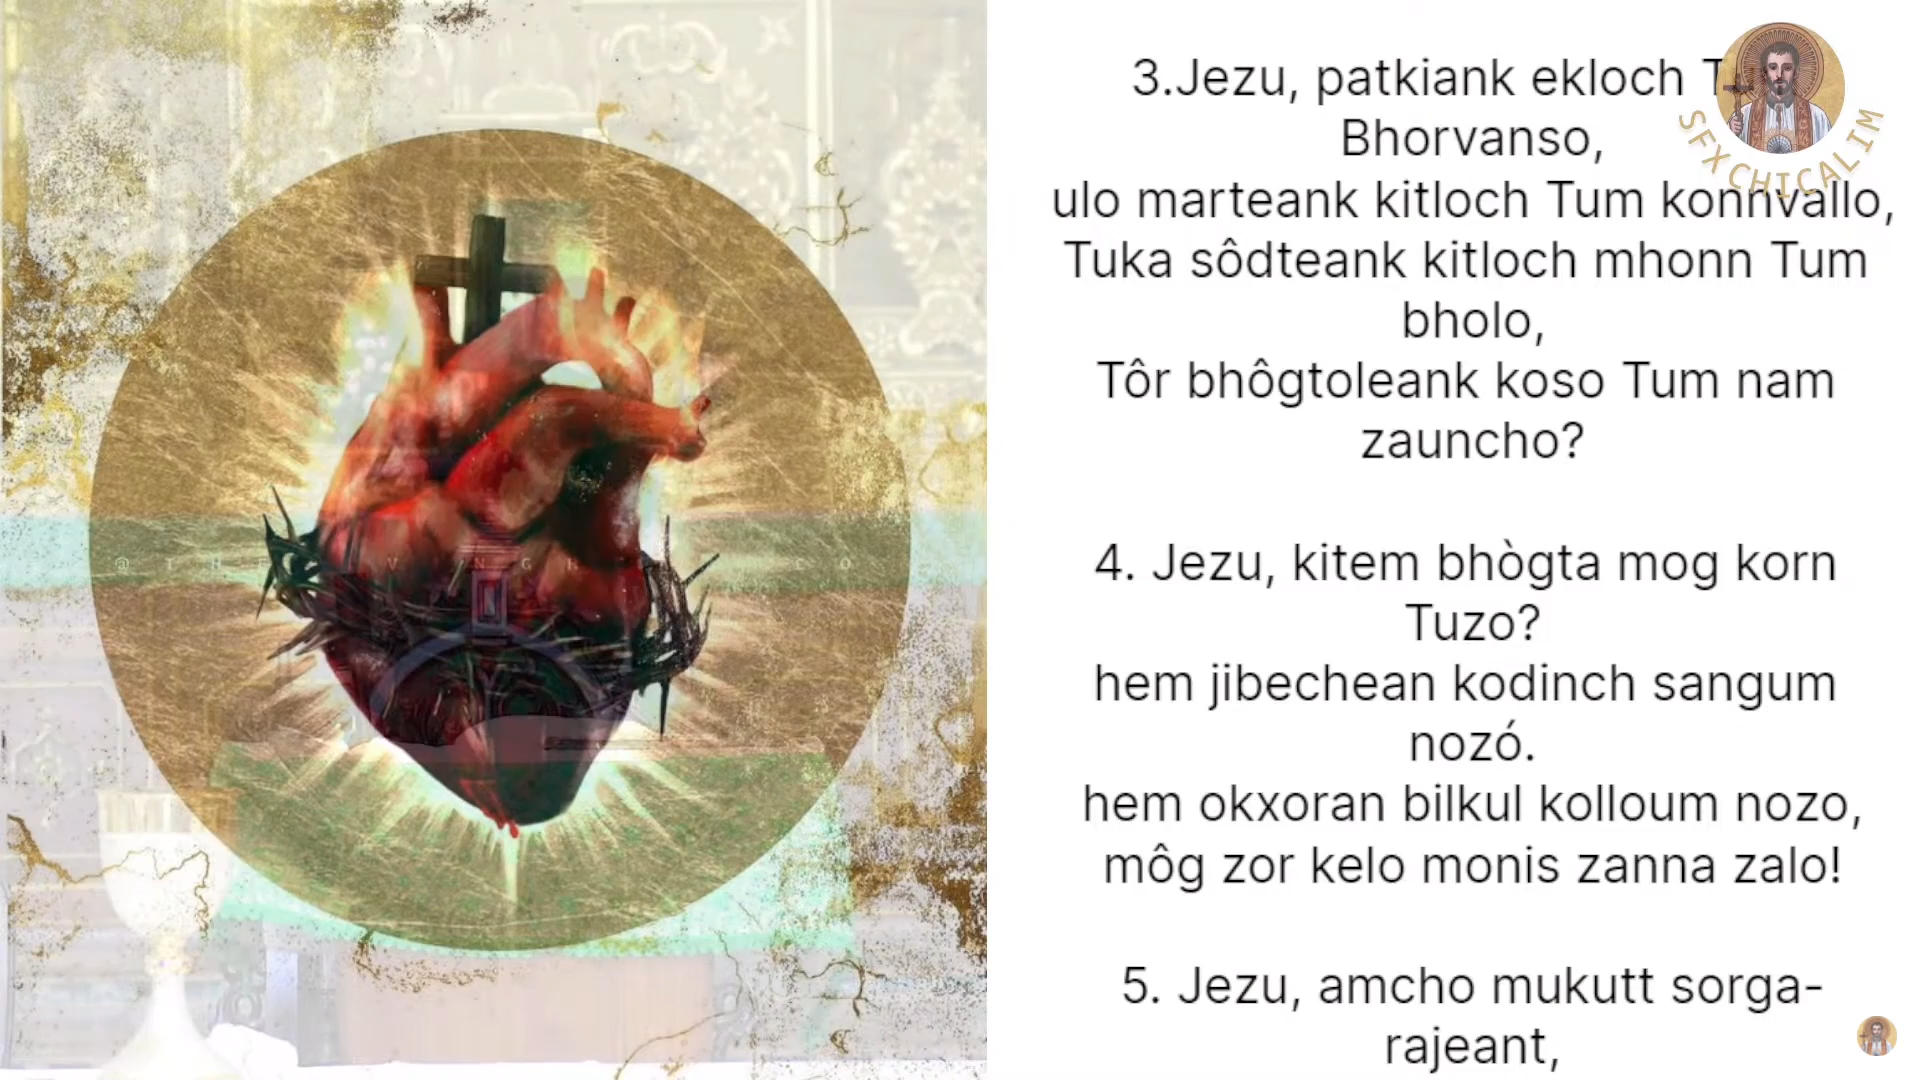 3.Jezu, patkiank ekloch
Bhorvanso,
ulo marteank kitloch Tum konnvallo,
Tuka sôdteank kitloch mhonn Tum
bholo,
Tôr bhôgtoleank koso Tum nam
zauncho?
4. Jezu, kitem bhògta mog korn
Tuzo?
hem jibechean kodinch sangum
nozó.
hem okxoran bilkul kolloum nozo,
môg zor kelo monis zanna zalo!
5. Jezu, amcho mukutt sorga-
rajeant,
SFX CHICALIM